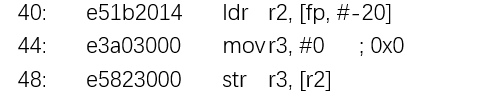 40: e51b2014 ldr r2, [fp, #-20]
44: e3a03000 mov r3, #0 ; 0x0
48: e5823000 str r3, [r2]